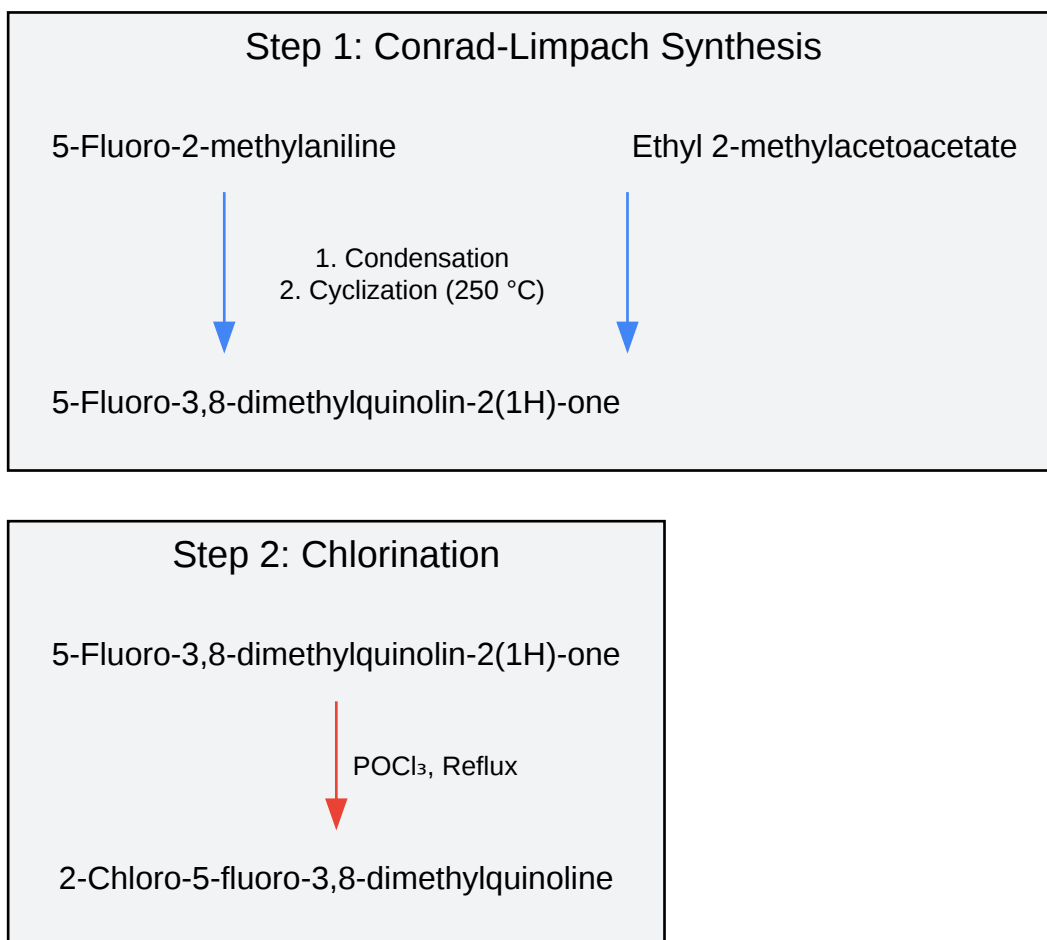 Step 1: Conrad-Limpach Synthesis
5-Fluoro-2-methylaniline
Ethyl 2-methylacetoacetate
1. Condensation
2. Cyclization (250 °C)
5-Fluoro-3,8-dimethylquinolin-2(1H)-one
Step 2: Chlorination
5-Fluoro-3,8-dimethylquinolin-2(1H)-one
POCl₃, Reflux
2-Chloro-5-fluoro-3,8-dimethylquinoline